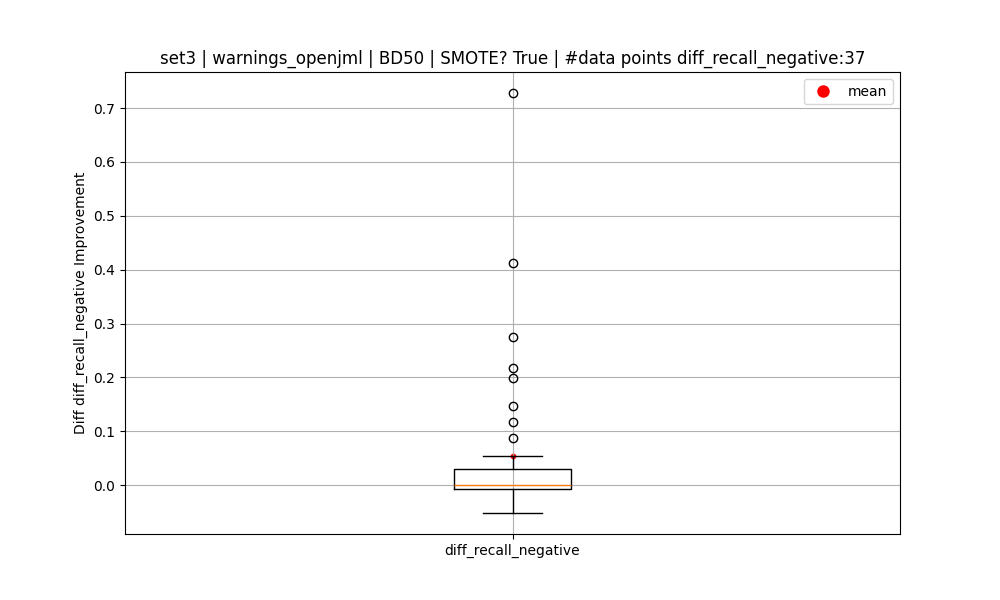 set3 | warnings_openjml | BD50 | SMOTE? True | #data points diff_recall_negative:37
mean
Diff diff_recall_negative Improvement
0.7
0.6
0.5
0.4
0.3
0.2
0.1
0.0
diff_recall_negative